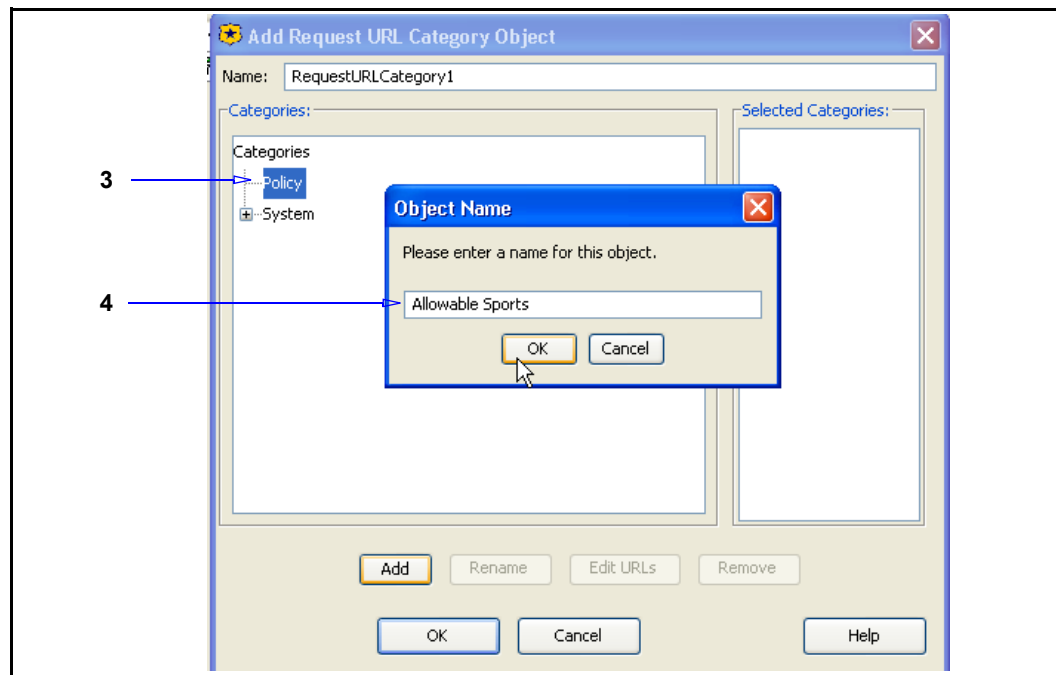 Add Request URL Category Object
Name: RequestURLCategory1
Categories:
Selected Categories:
Categories
3
Policy
System
Object Name
Please enter a name for this object.
4
Allowable Sports
OK Cancel
Add Rename Edit URLs Remove
OK Cancel Help